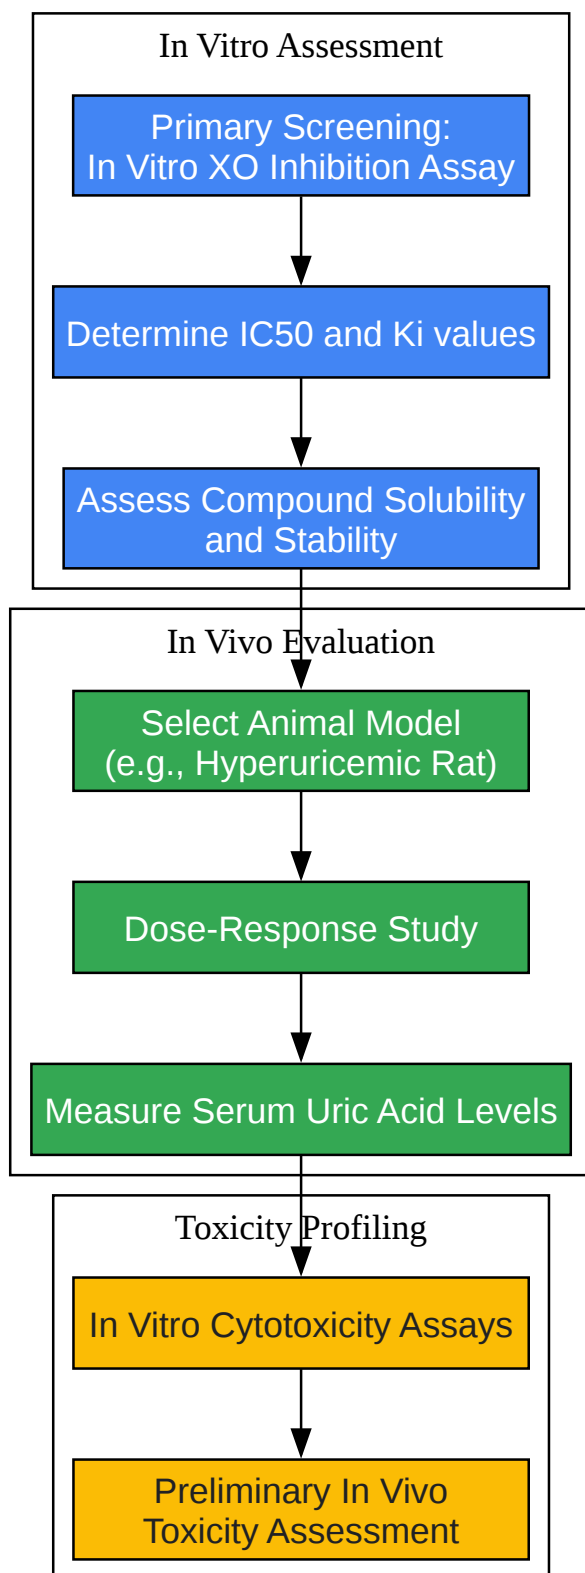 In Vitro Assessment
Primary Screening:
In Vitro XO Inhibition Assay
Determine IC50 and Ki values
Assess Compound Solubility
and Stability
In Vivo Evaluation
Select Animal Model
(e.g., Hyperuricemic Rat)
Dose-Response Study
Measure Serum Uric Acid Levels
Toxicity Profiling
In Vitro Cytotoxicity Assays
Preliminary In Vivo
Toxicity Assessment